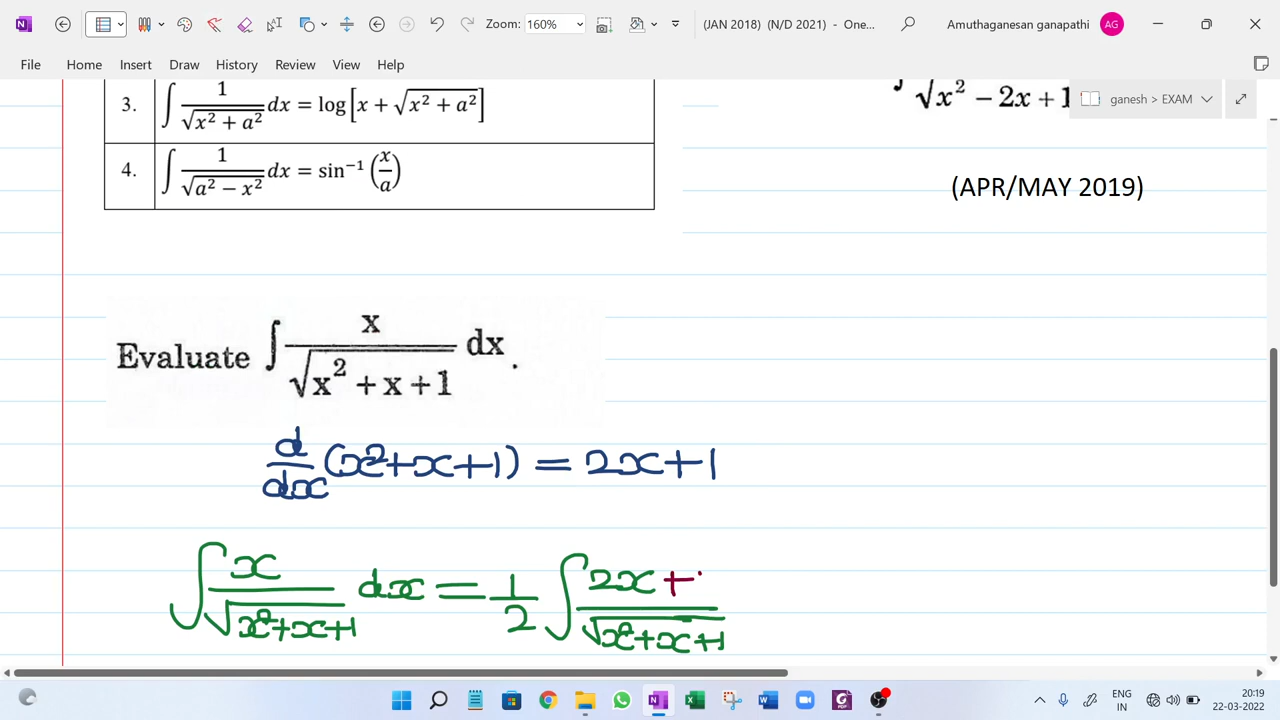 Zoom: 160% (JAN 2018) (N/D 2021) - One... Amuthaganesan ganapathi AG
File Home Insert Draw History Review View Help
3. ∫ 1/√(x² + a²) dx = log[x + √(x² + a²)]
√x² − 2x + 1
ganesh > EXAM
4. ∫ 1/√(a² − x²) dx = sin⁻¹(x/a)
(APR/MAY 2019)
Evaluate ∫ x/√(x² + x + 1) dx.
d/dx (x²+x+1) = 2x+1
∫ x/√(x²+x+1) dx = 1/2 ∫ 2x +/√(x²+x+1)
ENG
IN
20:19
22-03-2022